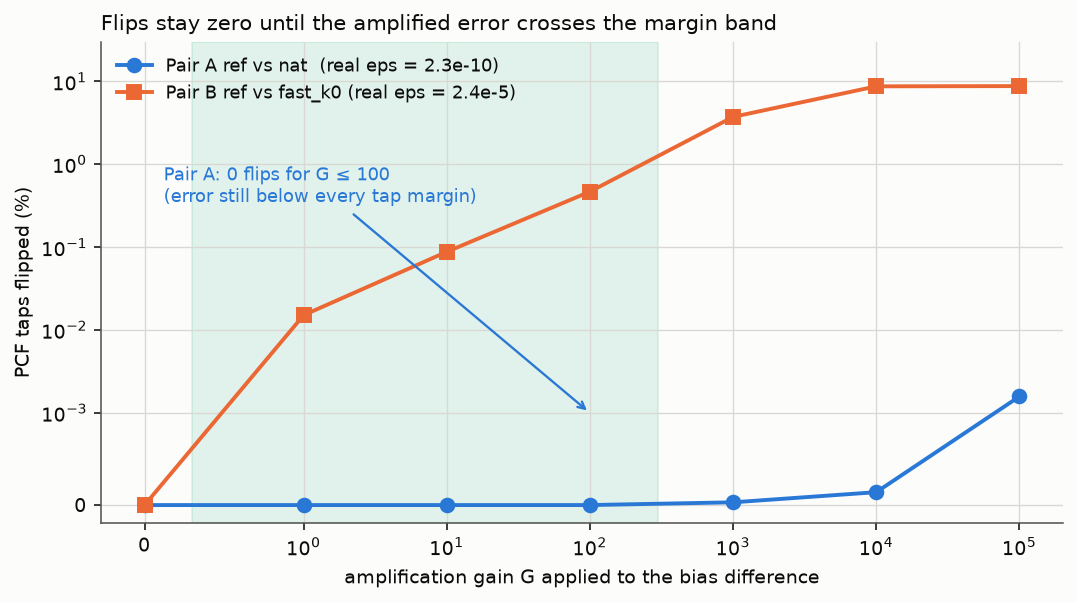 Flips stay zero until the amplified error crosses the margin band
Pair A ref vs nat  (real eps = 2.3e-10)
Pair B ref vs fast_k0 (real eps = 2.4e-5)
Pair A: 0 flips for G ≤ 100
(error still below every tap margin)
PCF taps flipped (%)
10¹
10⁰
10⁻¹
10⁻²
10⁻³
0
0
10⁰
10¹
10²
10³
10⁴
10⁵
amplification gain G applied to the bias difference